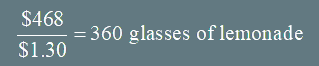 $468
$1.30
= 360 glasses of lemonade